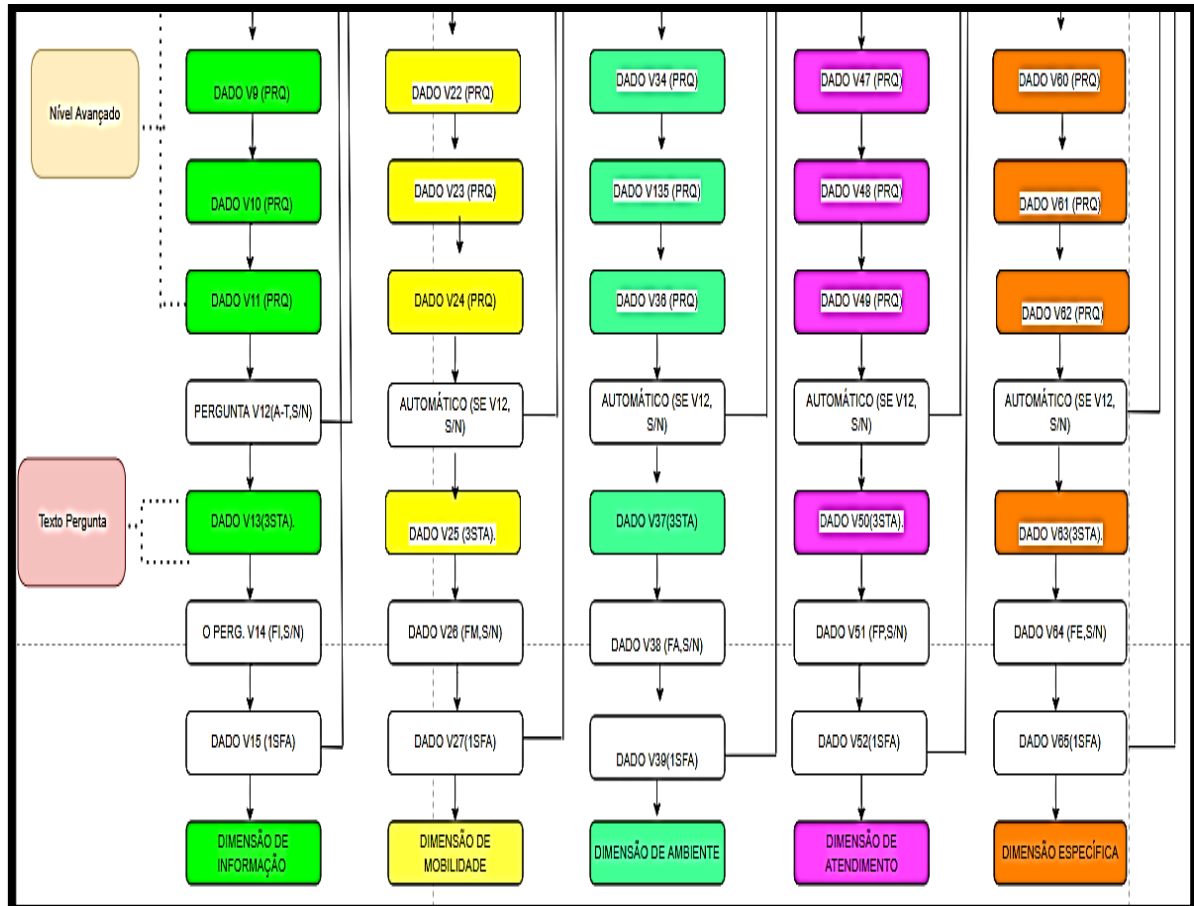 Nível Avançado
DADO V9 (PRQ)
DADO V22 (PRQ)
DADO V34 (PRQ)
DADO V47 (PRQ)
DADO V60 (PRQ)
DADO V10 (PRQ)
DADO V23 (PRQ)
DADO V135 (PRQ)
DADO V48 (PRQ)
DADO V61 (PRQ)
DADO V11 (PRQ)
DADO V24 (PRQ)
DADO V36 (PRQ)
DADO V49 (PRQ)
DADO V62 (PRQ)
PERGUNTA V12(A-T,S/N)
AUTOMÁTICO (SE V12,
S/N)
AUTOMÁTICO (SE V12,
S/N)
AUTOMÁTICO (SE V12,
S/N)
AUTOMÁTICO (SE V12,
S/N)
Texto Pergunta
DADO V13(3STA).
DADO V25 (3STA).
DADO V37(3STA)
DADO V50(3STA).
DADO V63(3STA).
O PERG. V14 (FI,S/N)
DADO V26 (FM,S/N)
DADO V38 (FA,S/N)
DADO V51 (FP,S/N)
DADO V64 (FE,S/N)
DADO V15 (1SFA)
DADO V27(1SFA)
DADO V39(1SFA)
DADO V52(1SFA)
DADO V65(1SFA)
DIMENSÃO DE
INFORMAÇÃO
DIMENSÃO DE
MOBILIDADE
DIMENSÃO DE AMBIENTE
DIMENSÃO DE
ATENDIMENTO
DIMENSÃO ESPECÍFICA